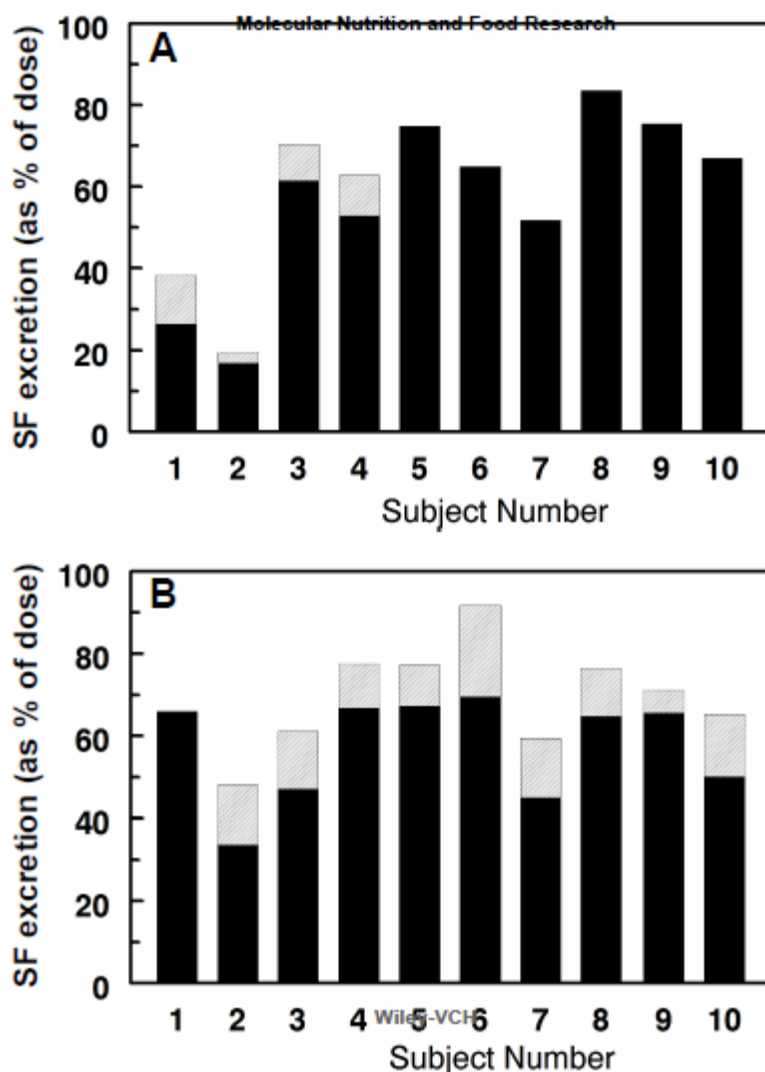 Molecular Nutrition and Food Research
A
SF excretion (as % of dose)
100
80
60
40
20
0
1 2 3 4 5 6 7 8 9 10
Subject Number
B
SF excretion (as % of dose)
100
80
60
40
20
0
1 2 3 4 5 6 7 8 9 10
Wiley-VCH
Subject Number